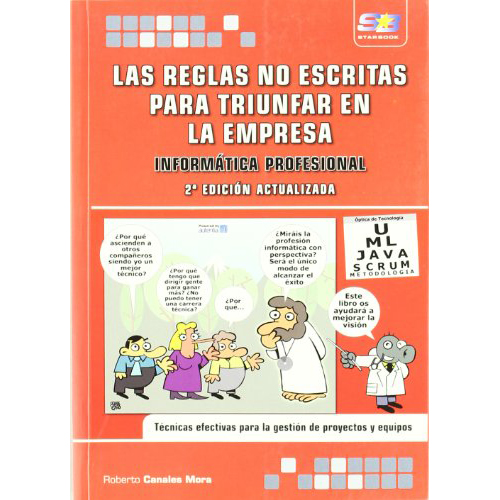 STARBOOK
LAS REGLAS NO ESCRITAS
PARA TRIUNFAR EN
LA EMPRESA
INFORMÁTICA PROFESIONAL
2ª EDICIÓN ACTUALIZADA
¿Por qué
ascienden a
otros
compañeros
siendo yo un
mejor
técnico?
¿Por qué
tengo que
dirigir gente
para ganar
más? ¿No
puedo tener
una carrera
técnica?
¿Por
qué...
¿Miráis la
profesión
informática con
perspectiva?
Será el único
modo de
alcanzar el
éxito
Óptica de Tecnología
U
ML
JAVA
SCRUM
METODOLOGIA
Este
libro os
ayudara a
mejorar la
visión
Técnicas efectivas para la gestión de proyectos y equipos
Roberto Canales Mora